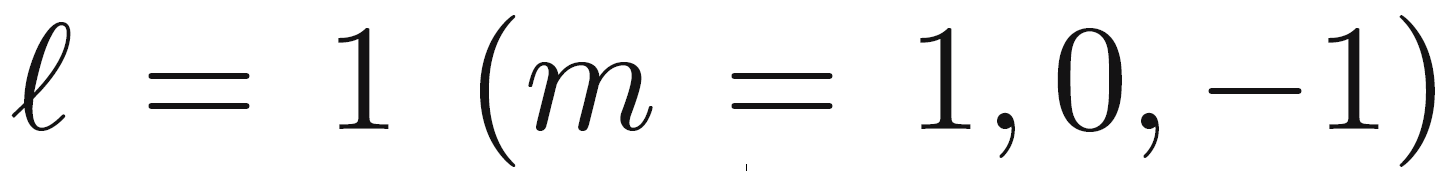 ℓ = 1 (m = 1, 0, −1)